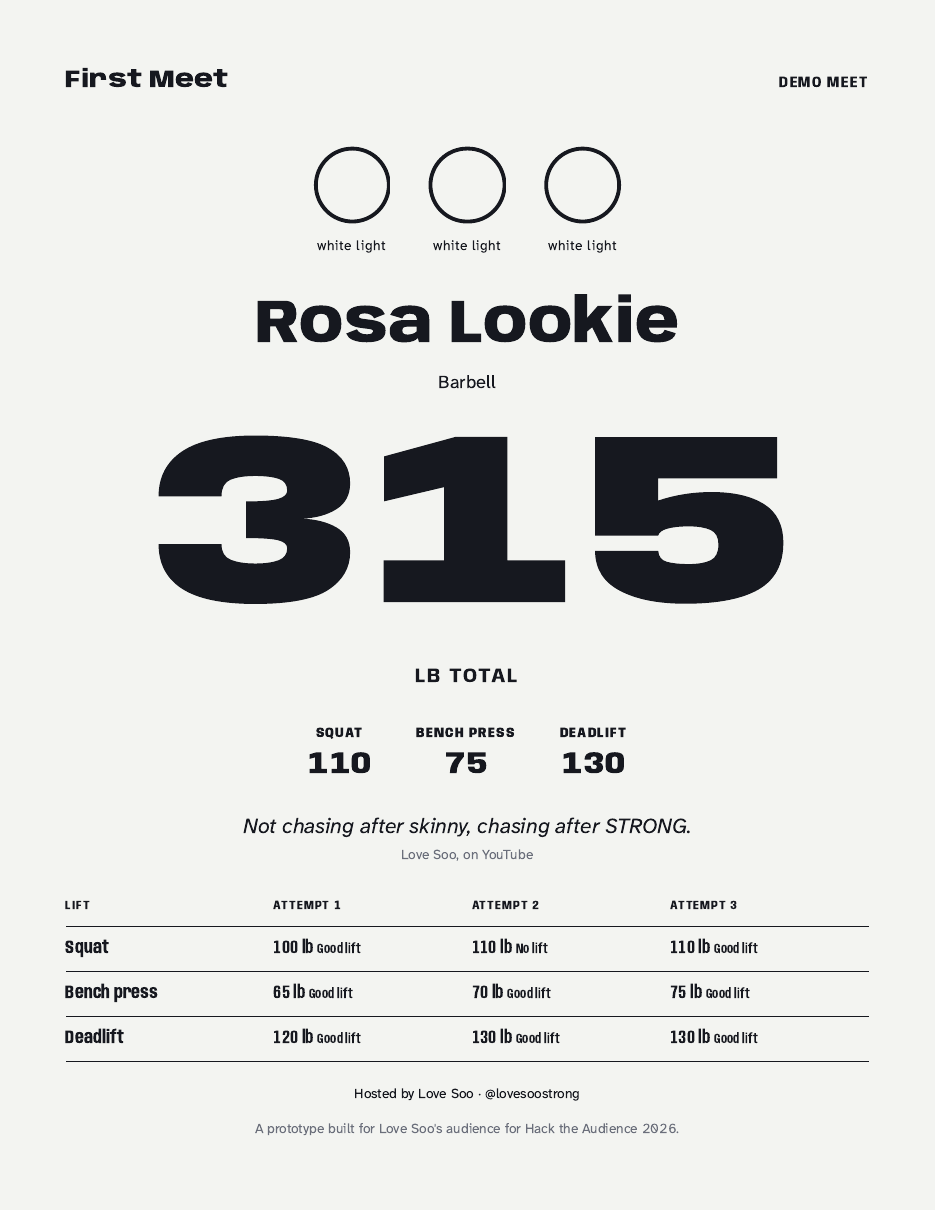 First Meet
DEMO MEET
white light white light white light
Rosa Lookie
Barbell
315
LB TOTAL
SQUAT BENCH PRESS DEADLIFT
110 75 130
Not chasing after skinny, chasing after STRONG.
Love Soo, on YouTube
LIFT ATTEMPT 1 ATTEMPT 2 ATTEMPT 3
Squat 100 lb Good lift 110 lb No lift 110 lb Good lift
Bench press 65 lb Good lift 70 lb Good lift 75 lb Good lift
Deadlift 120 lb Good lift 130 lb Good lift 130 lb Good lift
Hosted by Love Soo · @lovesoostrong
A prototype built for Love Soo's audience for Hack the Audience 2026.